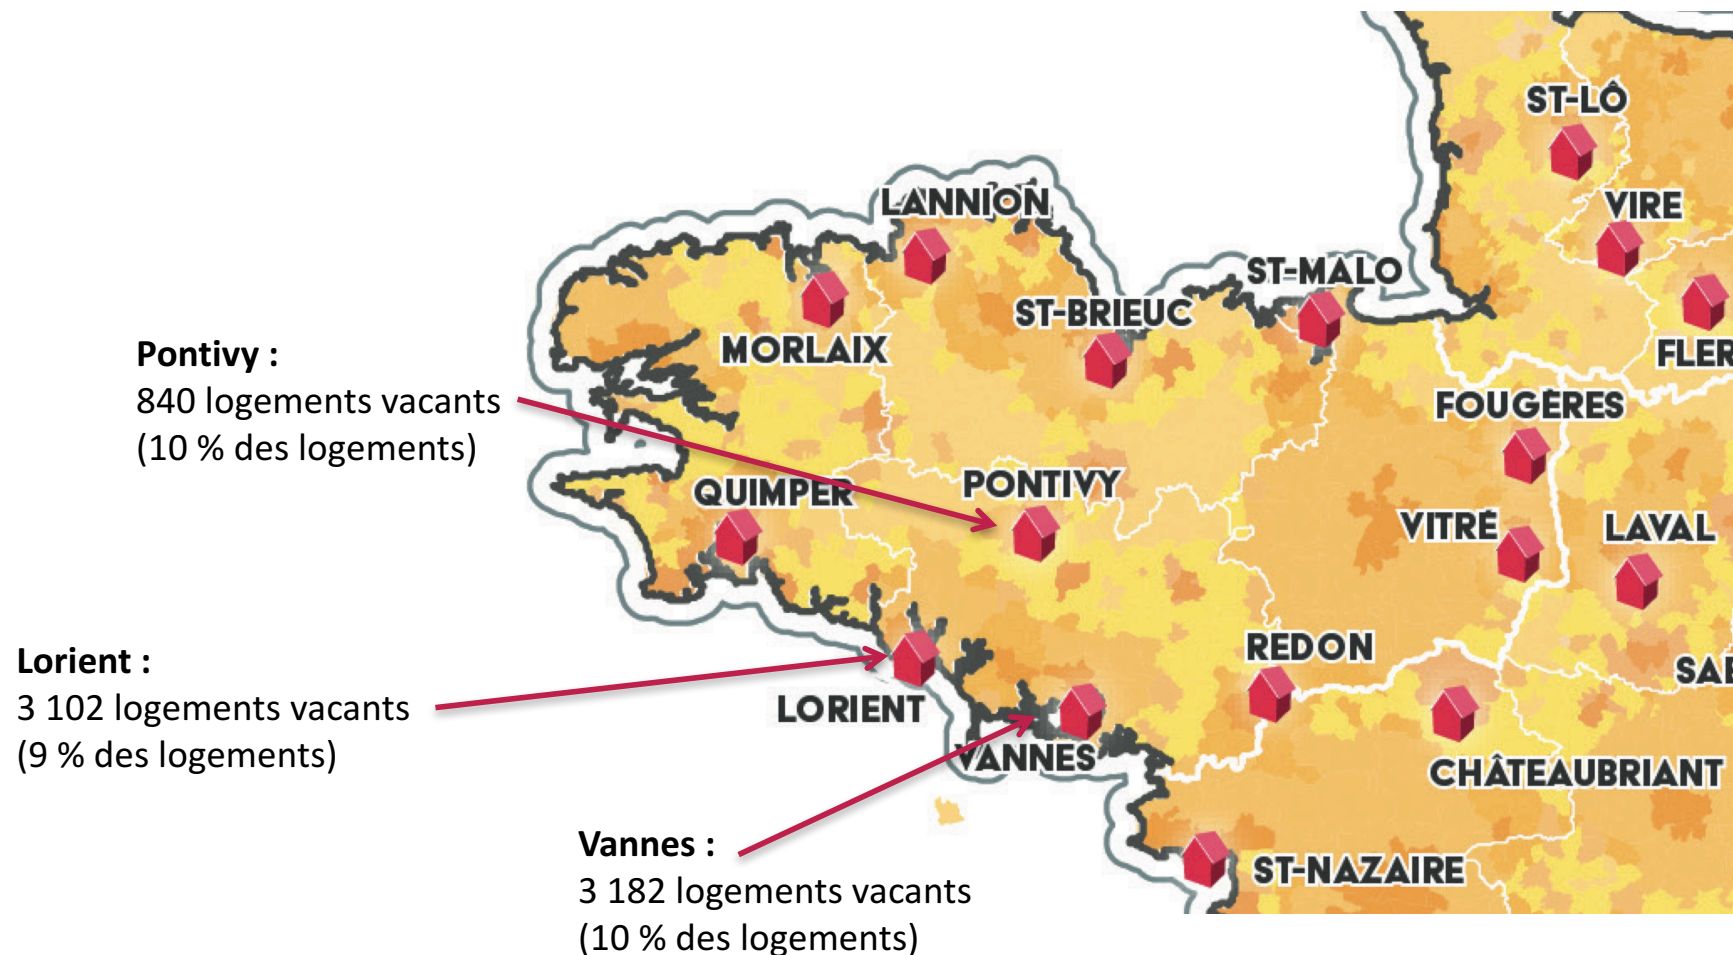 ST-LÔ
VIRE
LANNION
ST-MALO
ST-BRIEUC
MORLAIX
FLER
Pontivy :
840 logements vacants
(10 % des logements)
FOUGÈRES
QUIMPER
PONTIVY
VITRÉ
LAVAL
REDON
Lorient :
3 102 logements vacants
(9 % des logements)
LORIENT
VANNES
CHÂTEAUBRIANT
Vannes :
3 182 logements vacants
(10 % des logements)
ST-NAZAIRE